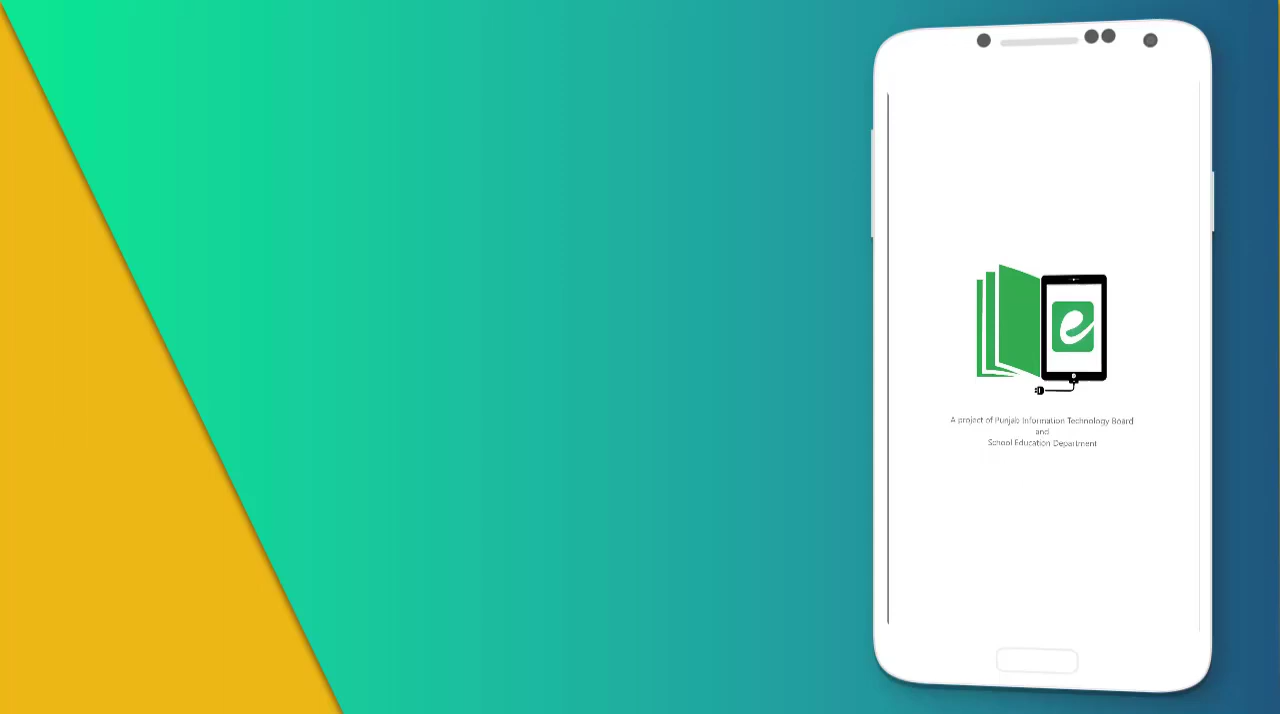 e
A project of Punjab Information Technology Board
and
School Education Department